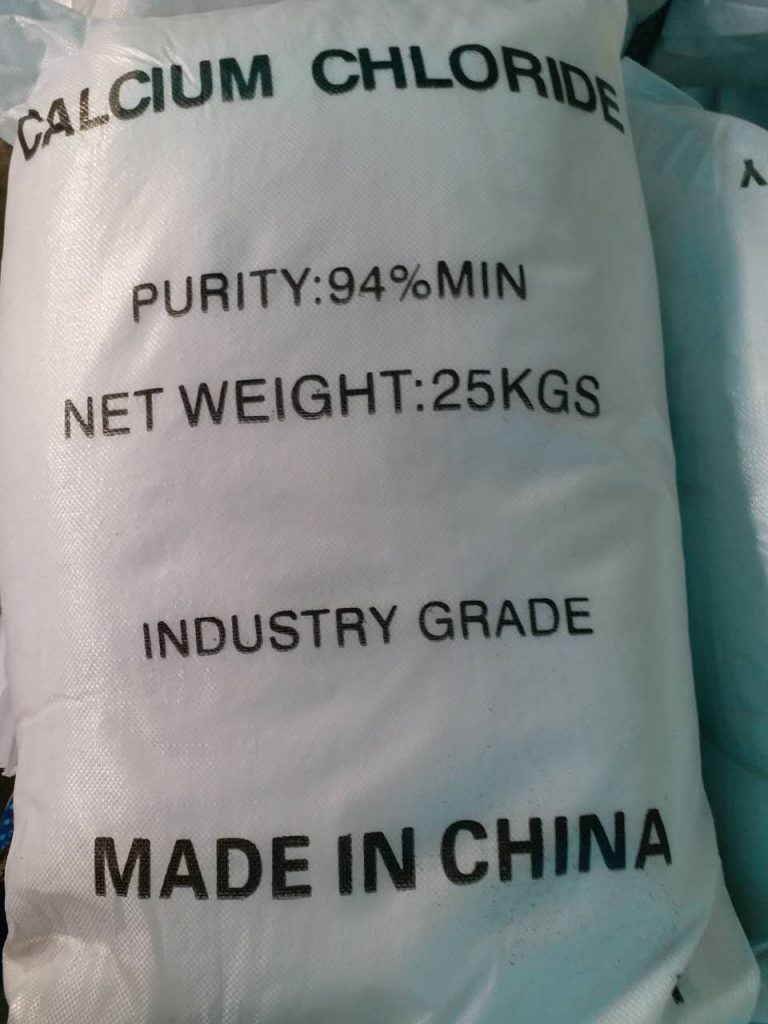 CALCIUM CHLORIDE
PURITY:94%MIN
NET WEIGHT:25KGS
INDUSTRY GRADE
MADE IN CHINA